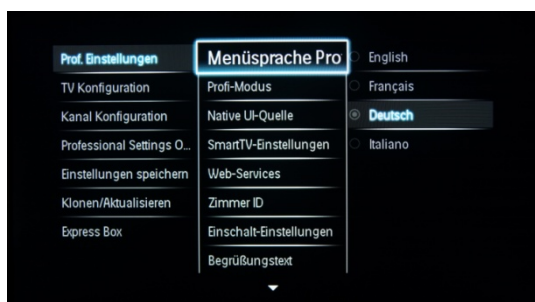 Prof. Einstellungen
TV Konfiguration
Kanal Konfiguration
Professional Settings O...
Einstellungen speichern
Klonen/Aktualisieren
Express Box
Menüsprache Pro
Profi-Modus
Native UI-Quelle
SmartTV-Einstellungen
Web-Services
Zimmer ID
Einschalt-Einstellungen
Begrüßungstext
English
Français
Deutsch
Italiano